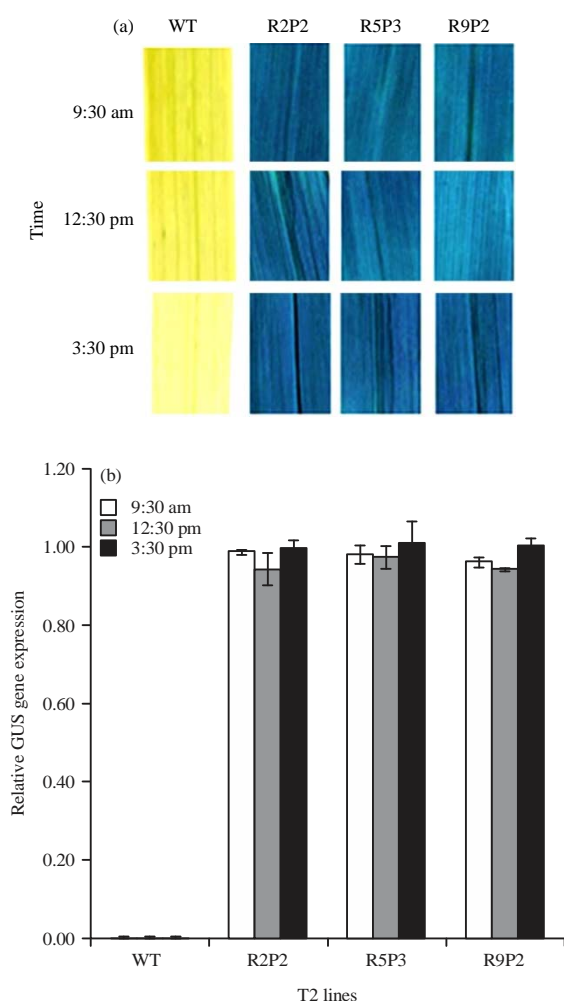 (a) WT R2P2 R5P3 R9P2
9:30 am
Time
12:30 pm
3:30 pm
(b)
1.20
9:30 am
12:30 pm
3:30 pm
1.00
0.80
0.60
0.40
0.20
0.00
Relative GUS gene expression
WT R2P2 R5P3 R9P2
T2 lines